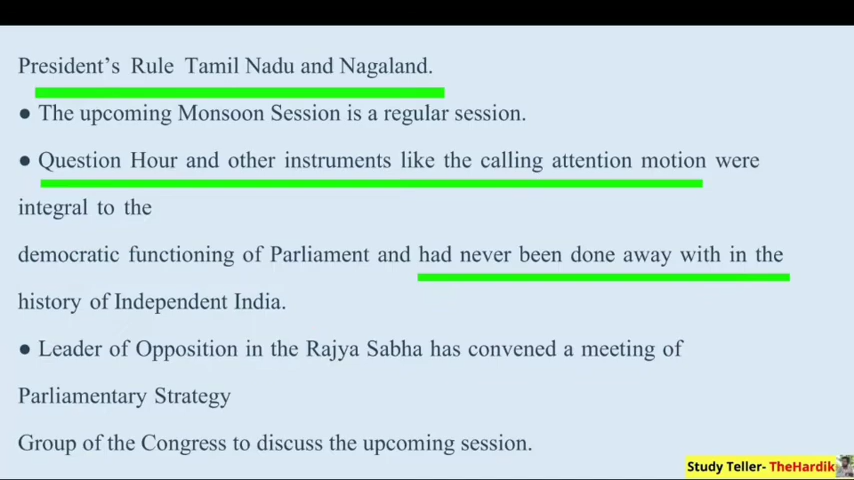 President’s Rule Tamil Nadu and Nagaland.
● The upcoming Monsoon Session is a regular session.
● Question Hour and other instruments like the calling attention motion were
integral to the
democratic functioning of Parliament and had never been done away with in the
history of Independent India.
● Leader of Opposition in the Rajya Sabha has convened a meeting of
Parliamentary Strategy
Group of the Congress to discuss the upcoming session.
Study Teller- TheHardik